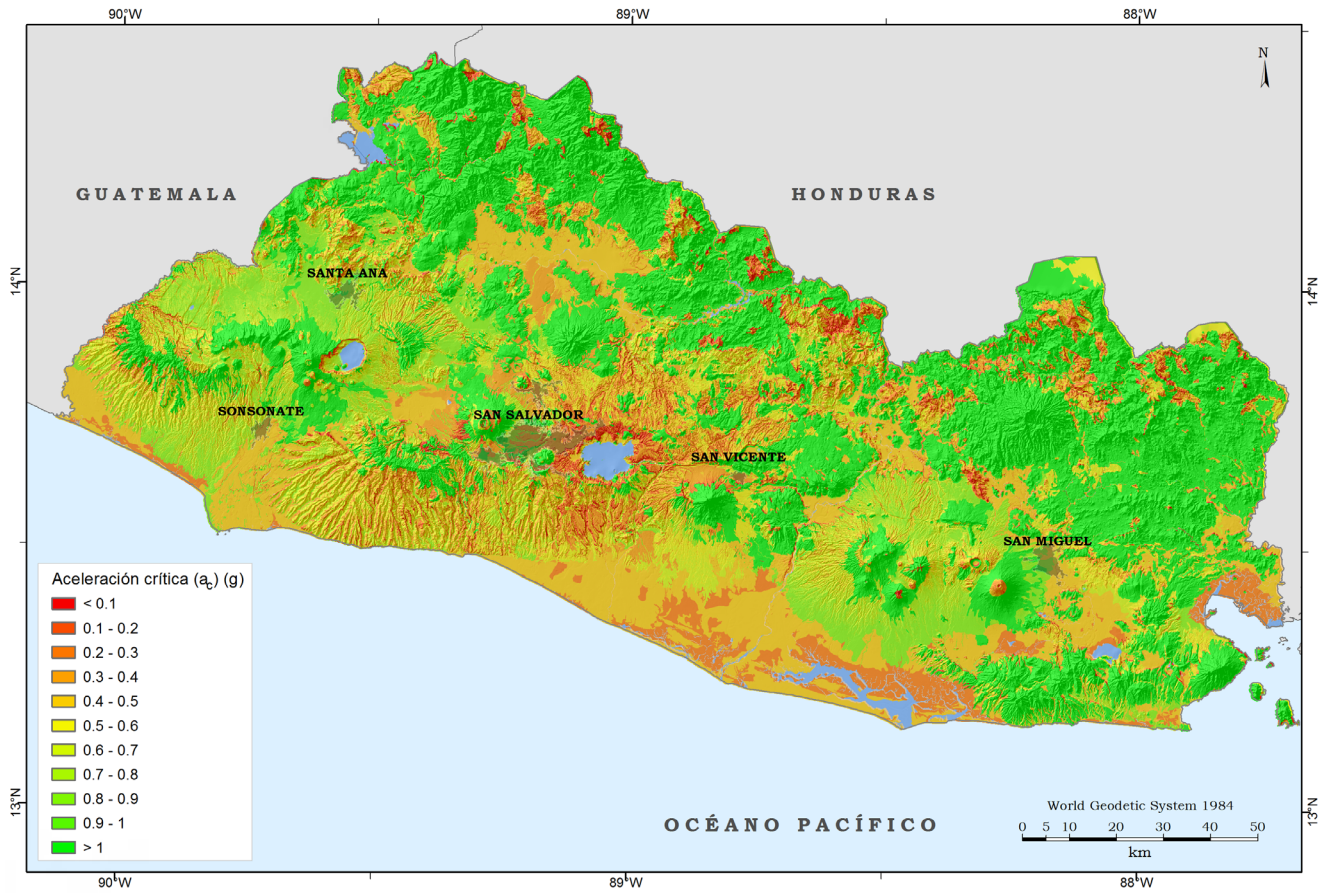 90°W 89°W 88°W
N
GUATEMALA HONDURAS
SANTA ANA
14°N 14°N
SONSONATE
SAN SALVADOR
SAN VICENTE
SAN MIGUEL
Aceleración crítica (ac) (g)
< 0.1
0.1 - 0.2
0.2 - 0.3
0.3 - 0.4
0.4 - 0.5
0.5 - 0.6
0.6 - 0.7
0.7 - 0.8
0.8 - 0.9
0.9 - 1
> 1
13°N 13°N
OCÉANO PACÍFICO
World Geodetic System 1984
0 5 10 20 30 40 50
km
90°W 89°W 88°W